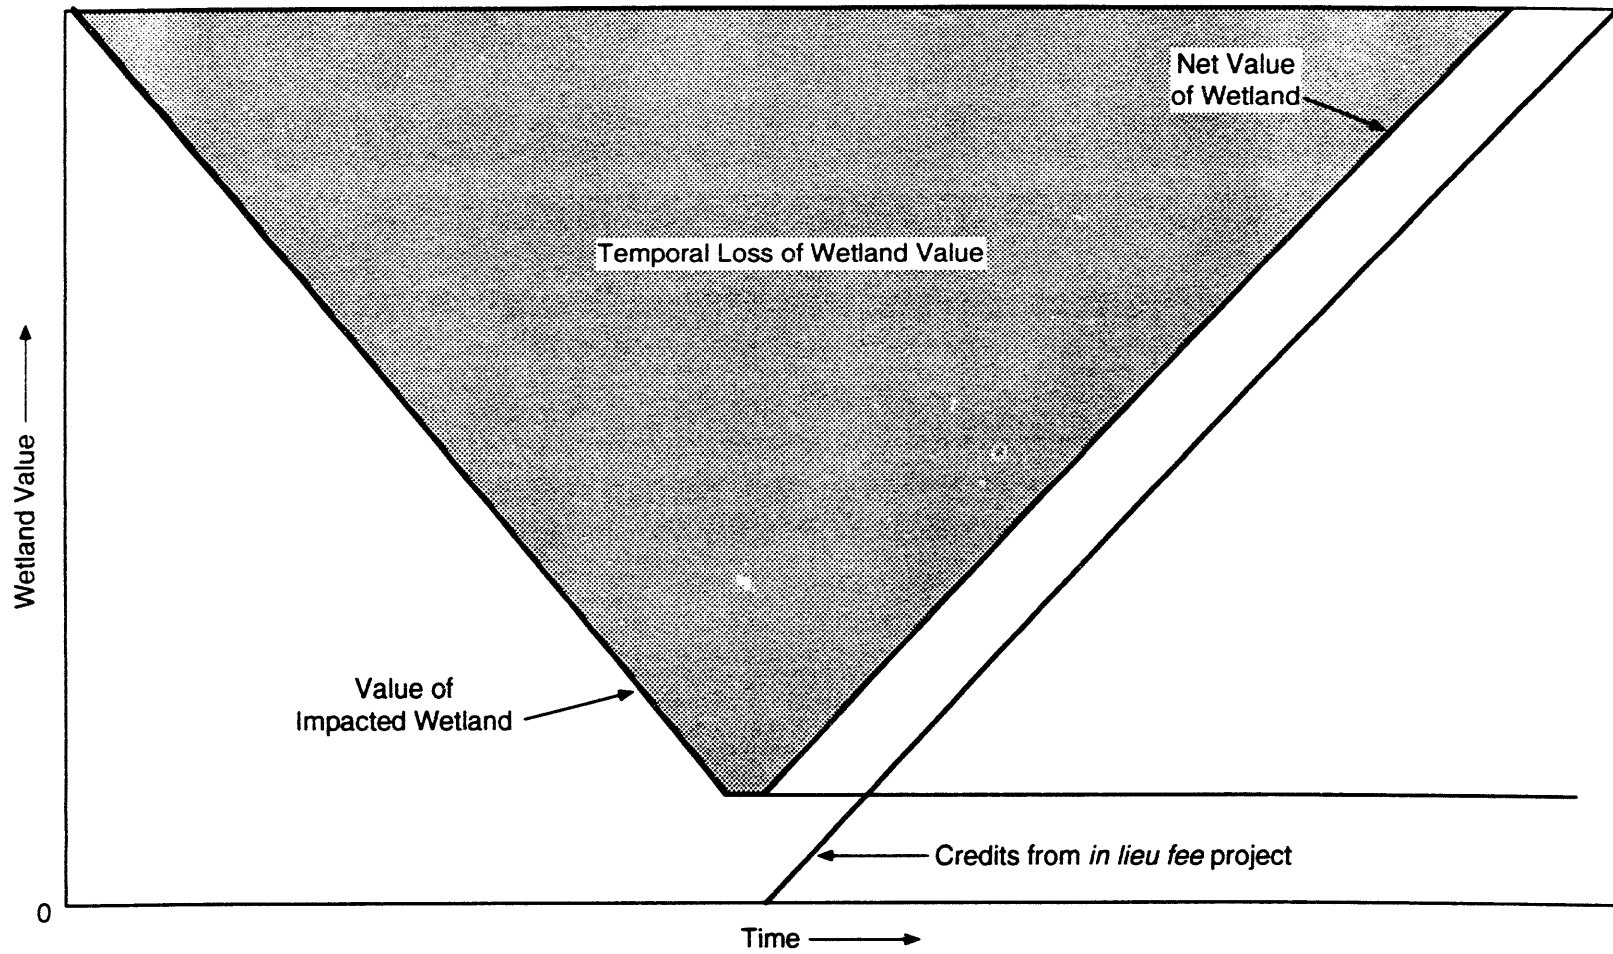 Net Value
of Wetland
Temporal Loss of Wetland Value
Wetland Value
Value of
Impacted Wetland
Credits from in lieu fee project
0
Time